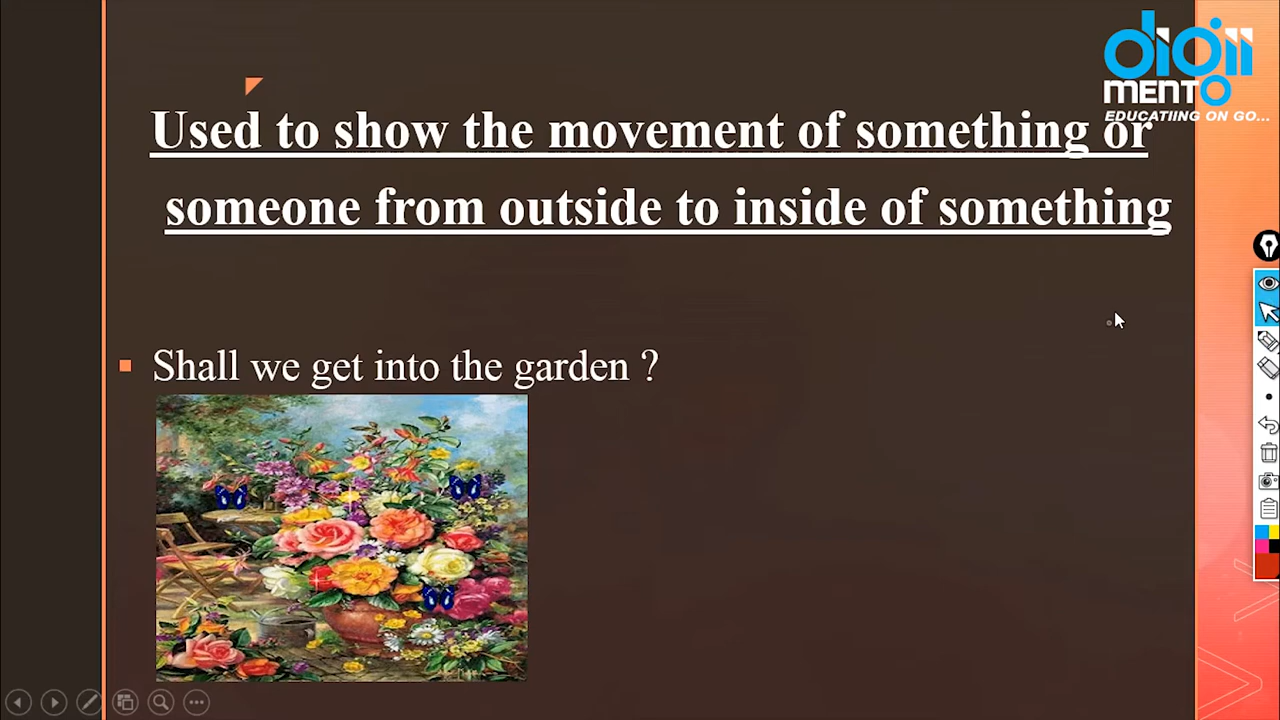 digii
MENTO
EDUCATIING ON GO...
Used to show the movement of something or
someone from outside to inside of something
Shall we get into the garden ?